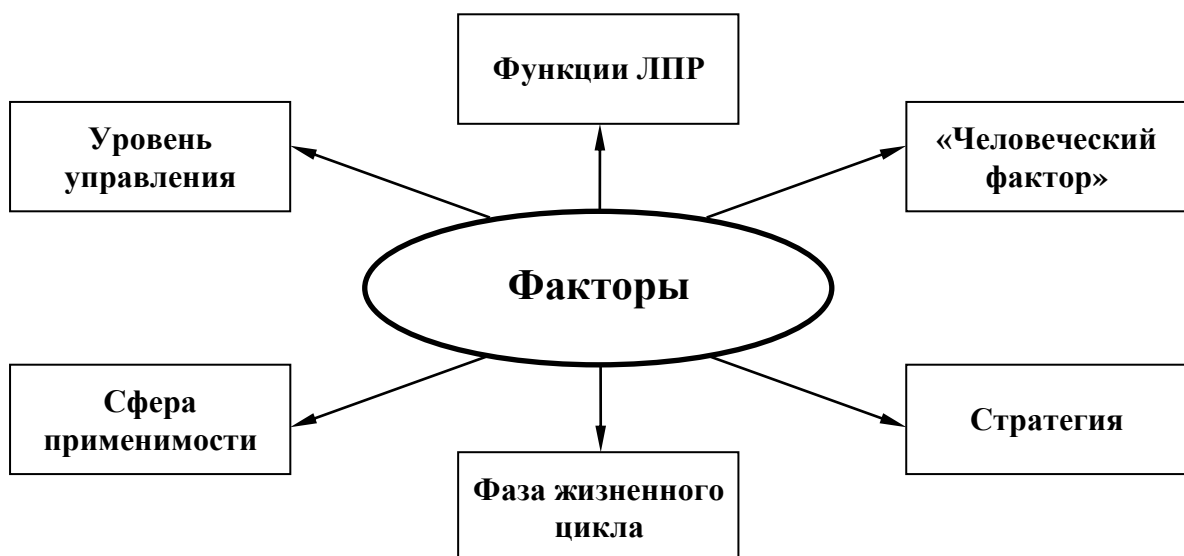 Функции ЛПР
Уровень
управления
«Человеческий
фактор»
Факторы
Сфера
применимости
Стратегия
Фаза жизненного
цикла